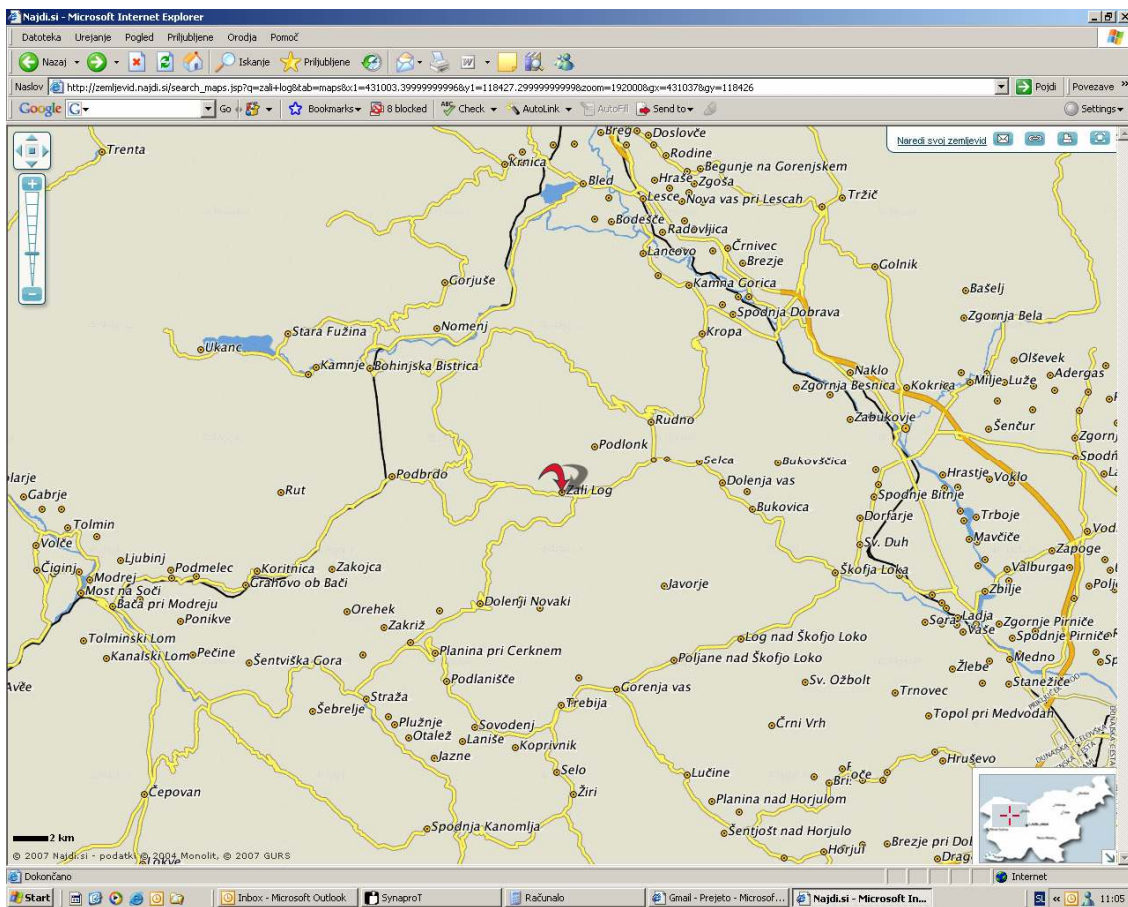 Najdi.si - Microsoft Internet Explorer
Datoteka Urejanje Pogled Priljubljene Orodja Pomoč
Nazaj Iskanje Priljubljene
Naslov http://zemljevid.najdi.si/search_maps.jsp?q=zali+log&tab=maps&x1=431003.3999999999996&y1=118427.2999999999999&zoom=192000&gx=431037&gy=118426 Pojdi Povezave »
Google G Go Bookmarks 8 blocked Check AutoLink AutoFill Send to Settings
Naredi svoj zemljevid
Breg Doslovče
Trenta Krnica Rodine
Begunje na Gorenjskem
Bled Hraše Zgoša
Lesce Nova vas pri Lescah Tržič
Bodešče Radovljica
Lancovo Črnivec
Brezje Golnik
Gorjuše Kamna Gorica Bašelj
Spodnja Dobrava Zgornja Bela
Stara Fužina Nomenj Kropa
Ukanc Olševek
Kamnje Bohinjska Bistrica Naklo Adergas
Zgornja Besnica Kokrica Milje Luže
Rudno Zabukovje Šenčur
Podlonk Zgornj
Selca Bukovščica Spodn
Podbrdo Hrastje Voklo
olarje Rut Zali Log Dolenja vas
Gabrje Spodnje Bitnje
Bukovica Trboje
Tolmin Dorfarje Vod
Volče Sv. Duh Mavčiče
Ljubinj Zapoge
Čiginj Podmelec Koritnica Zakojca Škofja Loka Valburga
Modrej Grahovo ob Bači Javorje Polj
Most na Soči Zbilje
Bača pri Modreju Orehek Dolenji Novaki
Ponikve Zakriž Sora Ladja Zgornje Pirniče
Tolminski Lom Log nad Škofjo Loko Vaše Spodnje Pirniče
Kanalski Lom Pečine Šentviška Gora Planina pri Cerknem Poljane nad Škofjo Loko Žlebe Medno Sp
Avče Podlanišče Sv. Ožbolt Stanežiče
Straža Gorenja vas Trnovec
Šebrelje Trebija
Plužnje Sovodenj Črni Vrh Topol pri Medvodah
Otalež Laniše Koprivnik
Jazne
Selo Lučine Hruševo
Čepovan Žiri Planina nad Horjulom
Spodnja Kanomlja Šentjošt nad Horjulo
Brezje pri Dob
Horjul Drag
2 km
© 2007 Najdi.si - podatki © 2004 Monolit, © 2007 GURS
Dokončano Internet
Start Inbox - Microsoft Outlook SynaproT Računalo Gmail - Prejeto - Microsof... Najdi.si - Microsoft In... SL « 11:05